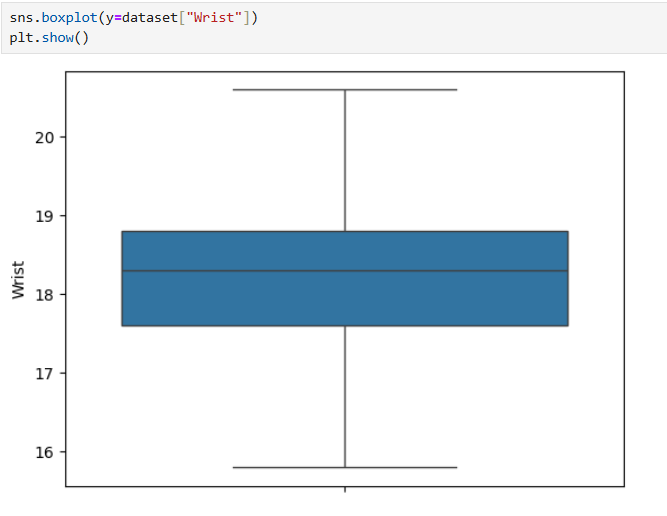 sns.boxplot(y=dataset["Wrist"])
plt.show()
20
19
Wrist
18
17
16